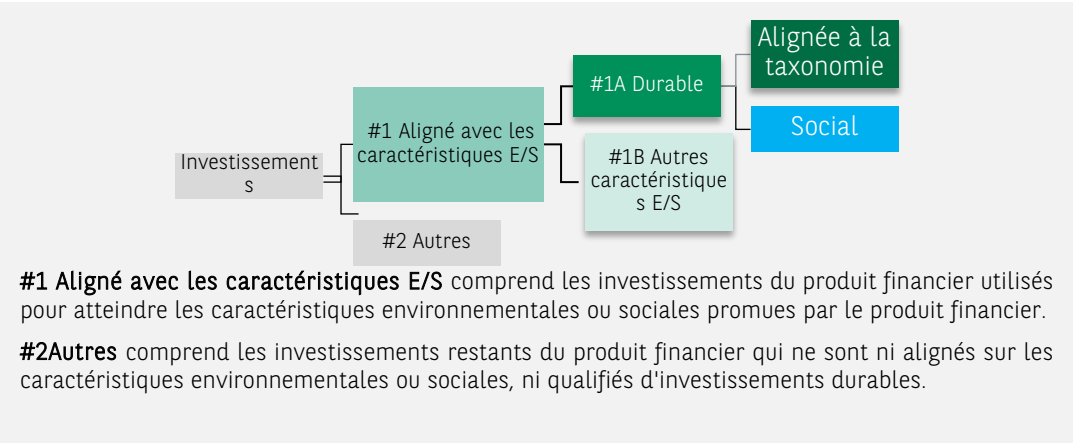 Alignée à la
taxonomie
#1A Durable
Social
#1 Aligné avec les
caractéristiques E/S
#1B Autres
caractéristique
s E/S
Investissement
s
#2 Autres
#1 Aligné avec les caractéristiques E/S comprend les investissements du produit financier utilisés
pour atteindre les caractéristiques environnementales ou sociales promues par le produit financier.
#2Autres comprend les investissements restants du produit financier qui ne sont ni alignés sur les
caractéristiques environnementales ou sociales, ni qualifiés d'investissements durables.